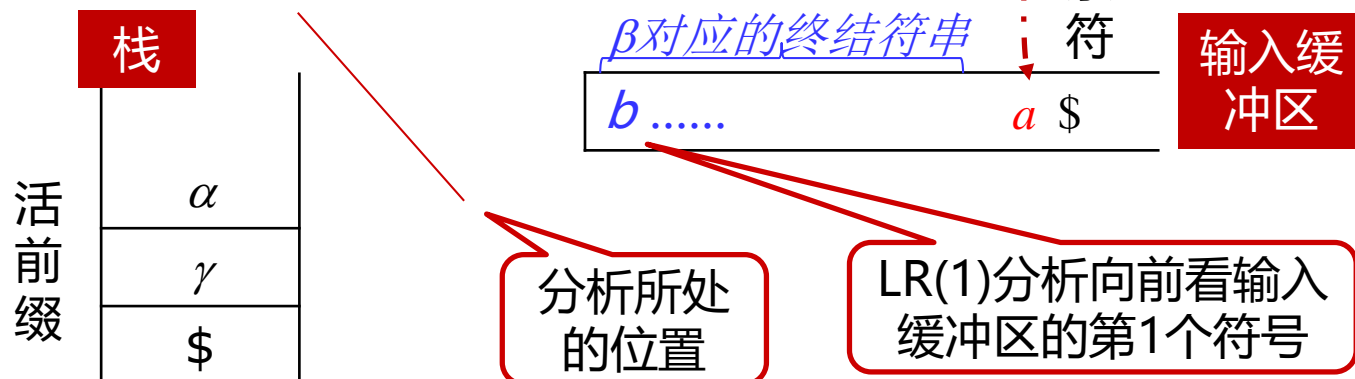 栈
β对应的终结符串
符
输入缓
冲区
b ......
a $
活
前
缀
α
γ
$
分析所处
的位置
LR(1)分析向前看输入
缓冲区的第1个符号